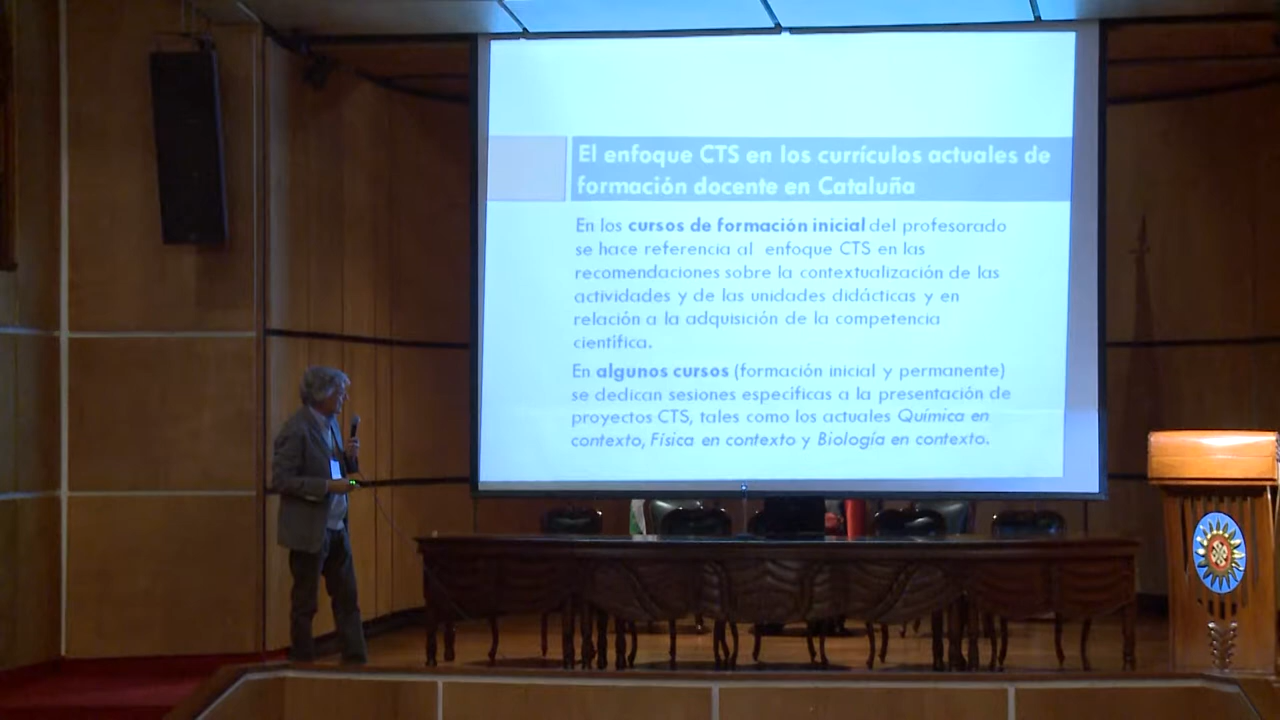 El enfoque CTS en los currículos actuales de
formación docente en Cataluña
En los cursos de formación inicial del profesorado
se hace referencia al enfoque CTS en las
recomendaciones sobre la contextualización de las
actividades y de las unidades didácticas y en
relación a la adquisición de la competencia
científica.
En algunos cursos (formación inicial y permanente)
se dedican sesiones específicas a la presentación de
proyectos CTS, tales como los actuales Química en
contexto, Física en contexto y Biología en contexto.